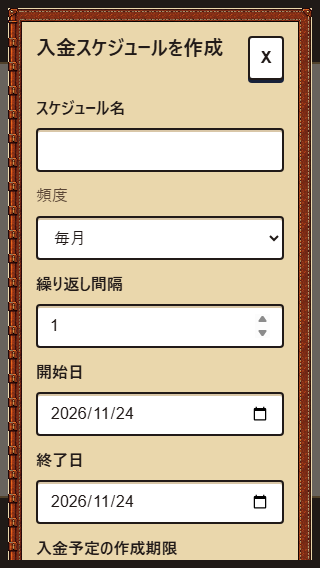 入金スケジュールを作成
X
スケジュール名
頻度
毎月
繰り返し間隔
1
開始日
2026/11/24
終了日
2026/11/24
入金予定の作成期限